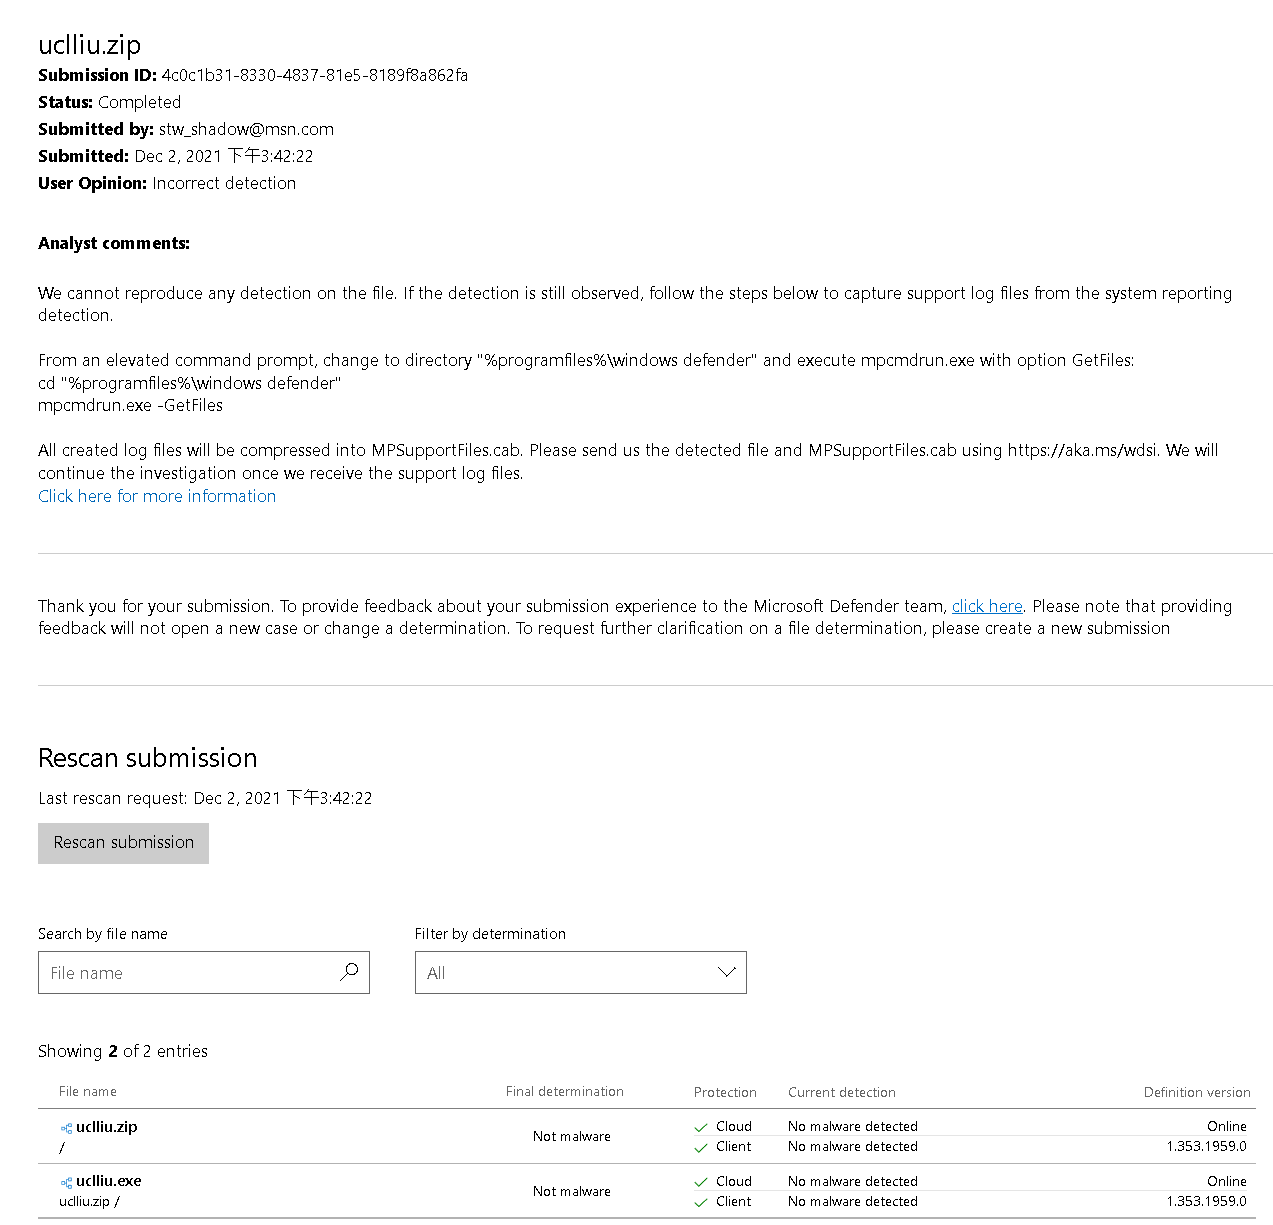 uclliu.zip
Submission ID: 4c0c1b31-8330-4837-81e5-8189f8a862fa
Status: Completed
Submitted by: stw_shadow@msn.com
Submitted: Dec 2, 2021 下午3:42:22
User Opinion: Incorrect detection
Analyst comments:
We cannot reproduce any detection on the file. If the detection is still observed, follow the steps below to capture support log files from the system reporting
detection.
From an elevated command prompt, change to directory "%programfiles%\windows defender" and execute mpcmdrun.exe with option GetFiles:
cd "%programfiles%\windows defender"
mpcmdrun.exe -GetFiles
All created log files will be compressed into MPSupportFiles.cab. Please send us the detected file and MPSupportFiles.cab using https://aka.ms/wdsi. We will
continue the investigation once we receive the support log files.
Click here for more information
Thank you for your submission. To provide feedback about your submission experience to the Microsoft Defender team, click here. Please note that providing
feedback will not open a new case or change a determination. To request further clarification on a file determination, please create a new submission
Rescan submission
Last rescan request: Dec 2, 2021 下午3:42:22
Rescan submission
Search by file name
Filter by determination
File name
All
Showing 2 of 2 entries
File name Final determination Protection Current detection Definition version
uclliu.zip
/
Not malware
Cloud No malware detected Online
Client No malware detected 1.353.1959.0
uclliu.exe
uclliu.zip /
Not malware
Cloud No malware detected Online
Client No malware detected 1.353.1959.0